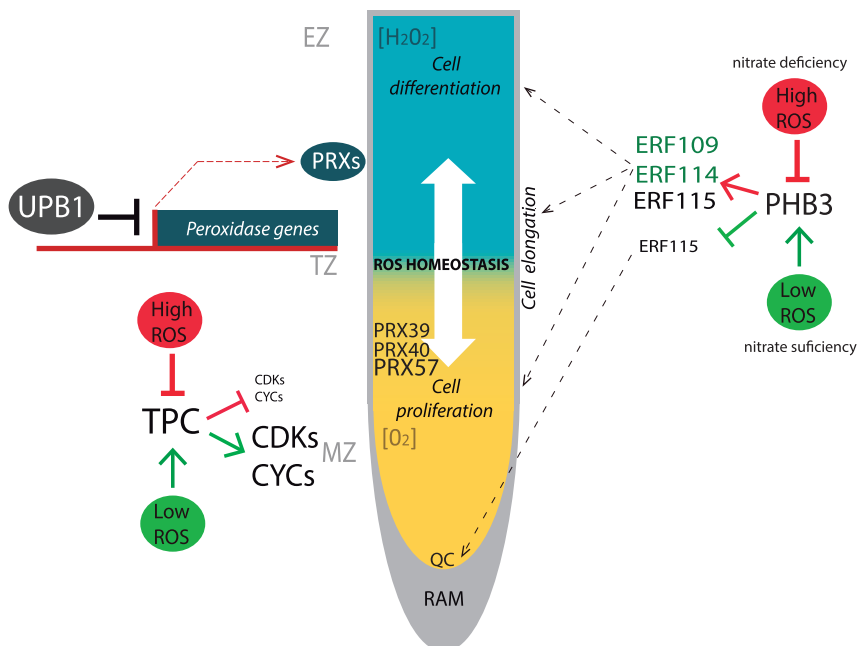 EZ
[H2O2]
Cell
differentiation
nitrate deficiency
High
ROS
ERF109
ERF114
ERF115
PHB3
ERF115
Low
ROS
nitrate suficiency
PRXs
UPB1
Peroxidase genes
TZ
ROS HOMEOSTASIS
Cell elongation
High
ROS
PRX39
PRX40
PRX57
Cell
proliferation
CDKs
CYCs
TPC
CDKs
CYCs
MZ
[O2]
Low
ROS
QC
RAM